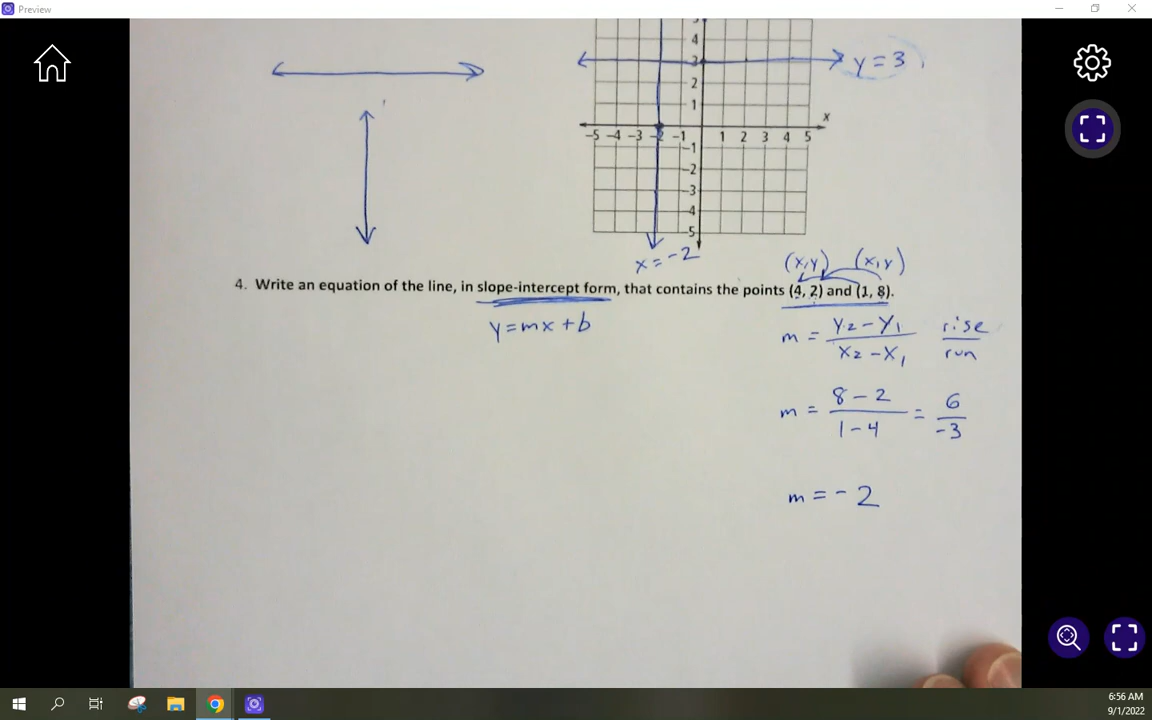 Preview
5
4
3
2
1
y = 3
x
-5 -4 -3 -2 -1 1 2 3 4 5
-1
-2
-3
-4
-5
x = -2
(x, y) (x, y)
4. Write an equation of the line, in slope-intercept form, that contains the points (4, 2) and (1, 8).
y = mx + b
m = y2 - y1 / x2 - x1 rise / run
m = 8 - 2 / 1 - 4 = 6 / -3
m = - 2
6:56 AM
9/1/2022